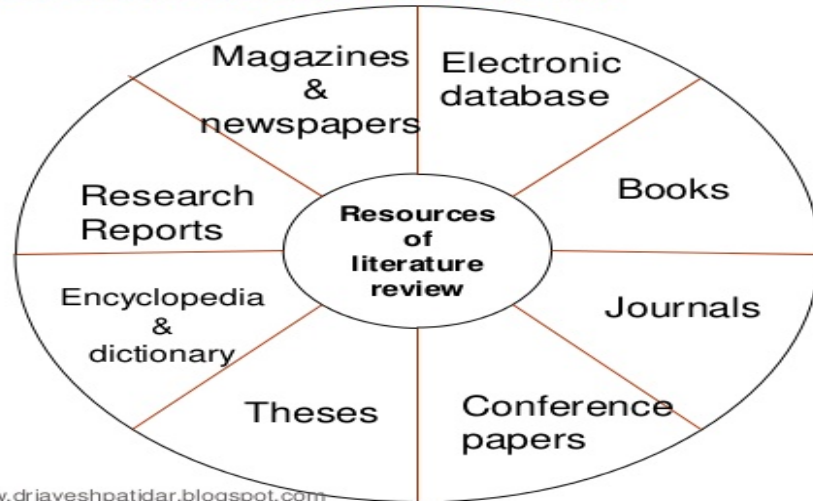 Magazines
&
newspapers
Electronic
database
Books
Journals
Conference
papers
Theses
Encyclopedia
&
dictionary
Research
Reports
Resources
of
literature
review
w.drjayeshpatidar.blogspot.com